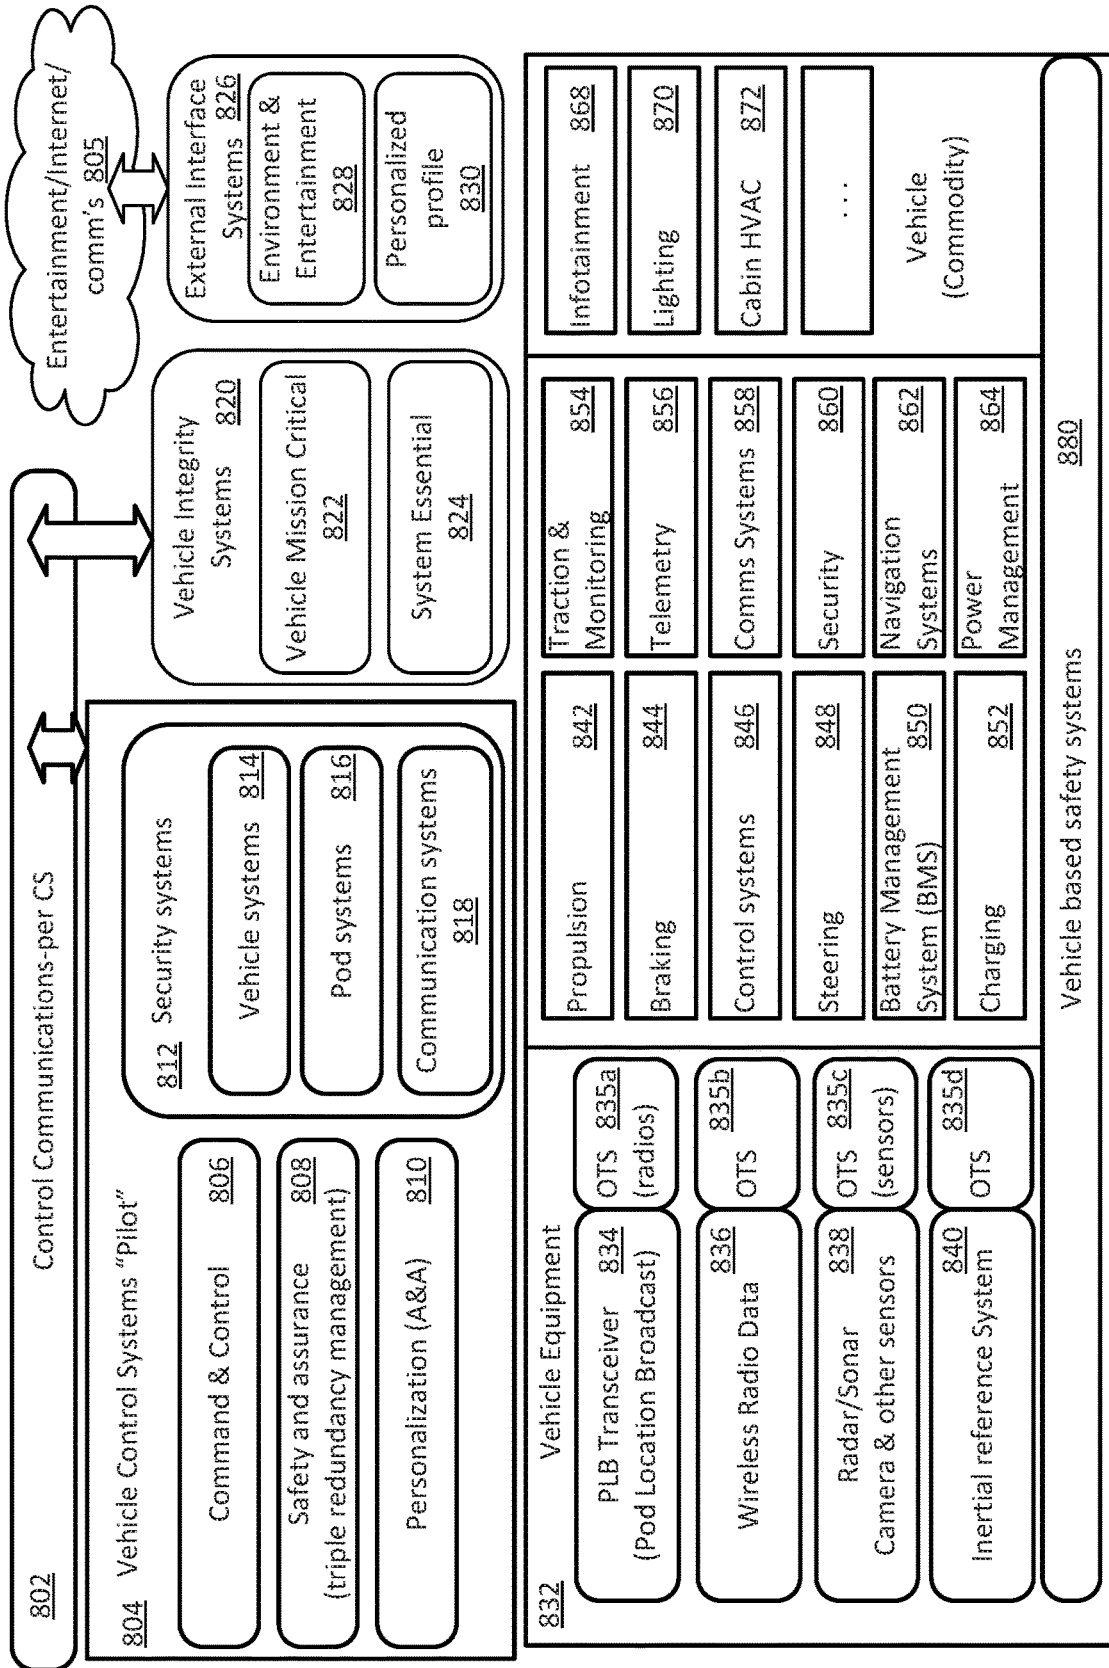 802
Control Communications-per CS
Entertainment/Internet/
comm's 805
804
Vehicle Control Systems "Pilot"
Command & Control
806
Safety and assurance
808
(triple redundancy management)
Personalization (A&A)
810
812
Security systems
Vehicle systems
814
Pod systems
816
Communication systems
818
Vehicle Integrity
Systems
820
Vehicle Mission Critical
822
System Essential
824
External Interface
Systems 826
Environment &
Entertainment
828
Personalized
profile
830
832
Vehicle Equipment
PLB Transceiver
834
(Pod Location Broadcast)
OTS 835a
(radios)
Wireless Radio Data
836
OTS
835b
Radar/Sonar
838
Camera & other sensors
OTS
835c
(sensors)
Inertial reference System
840
OTS
835d
Propulsion
842
Braking
844
Control systems
846
Steering
848
Battery Management
System (BMS)
850
Charging
852
Traction &
Monitoring
854
Telemetry
856
Comms Systems 858
Security
860
Navigation
Systems
862
Power
Management
864
Infotainment
868
Lighting
870
Cabin HVAC
872
...
Vehicle
(Commodity)
Vehicle based safety systems
880